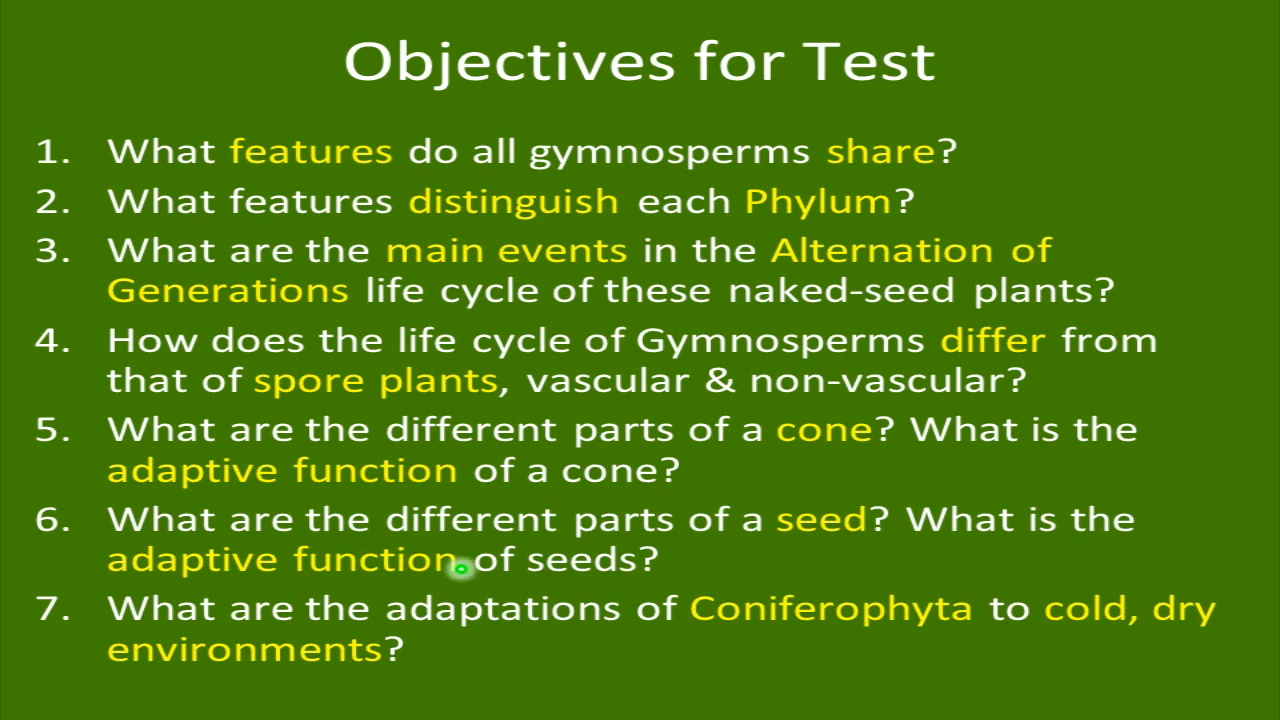 Objectives for Test
1. What features do all gymnosperms share?
2. What features distinguish each Phylum?
3. What are the main events in the Alternation of
Generations life cycle of these naked-seed plants?
4. How does the life cycle of Gymnosperms differ from
that of spore plants, vascular & non-vascular?
5. What are the different parts of a cone? What is the
adaptive function of a cone?
6. What are the different parts of a seed? What is the
adaptive function of seeds?
7. What are the adaptations of Coniferophyta to cold, dry
environments?